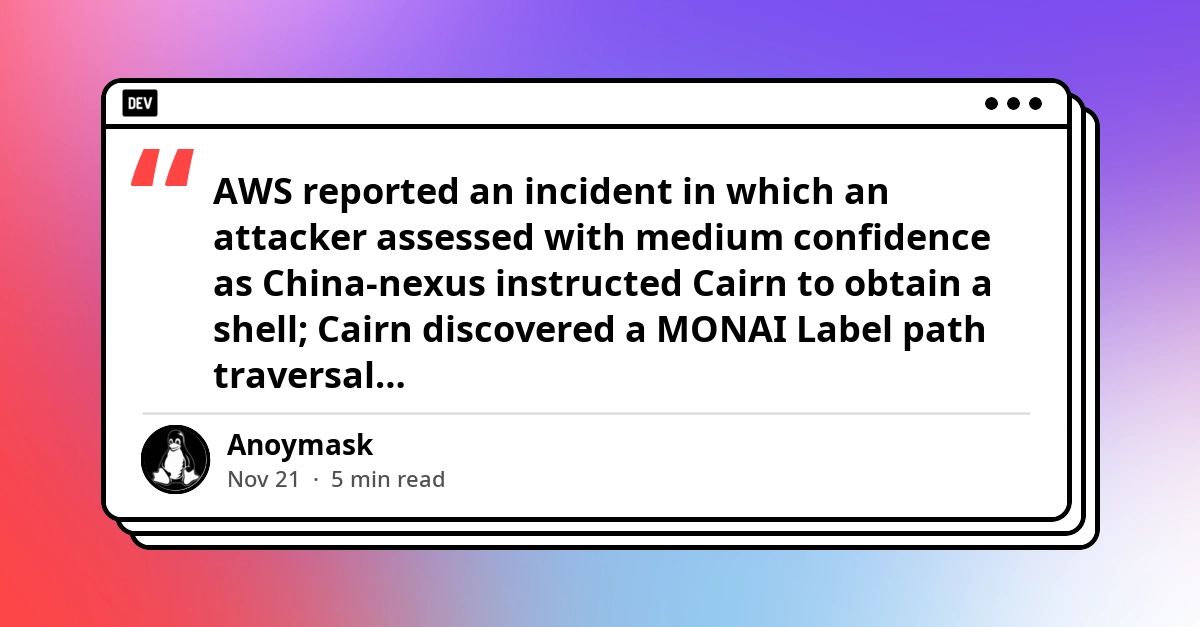 DEV
“
AWS reported an incident in which an
attacker assessed with medium confidence
as China-nexus instructed Cairn to obtain a
shell; Cairn discovered a MONAI Label path
traversal...
Anoymask
Nov 21 · 5 min read